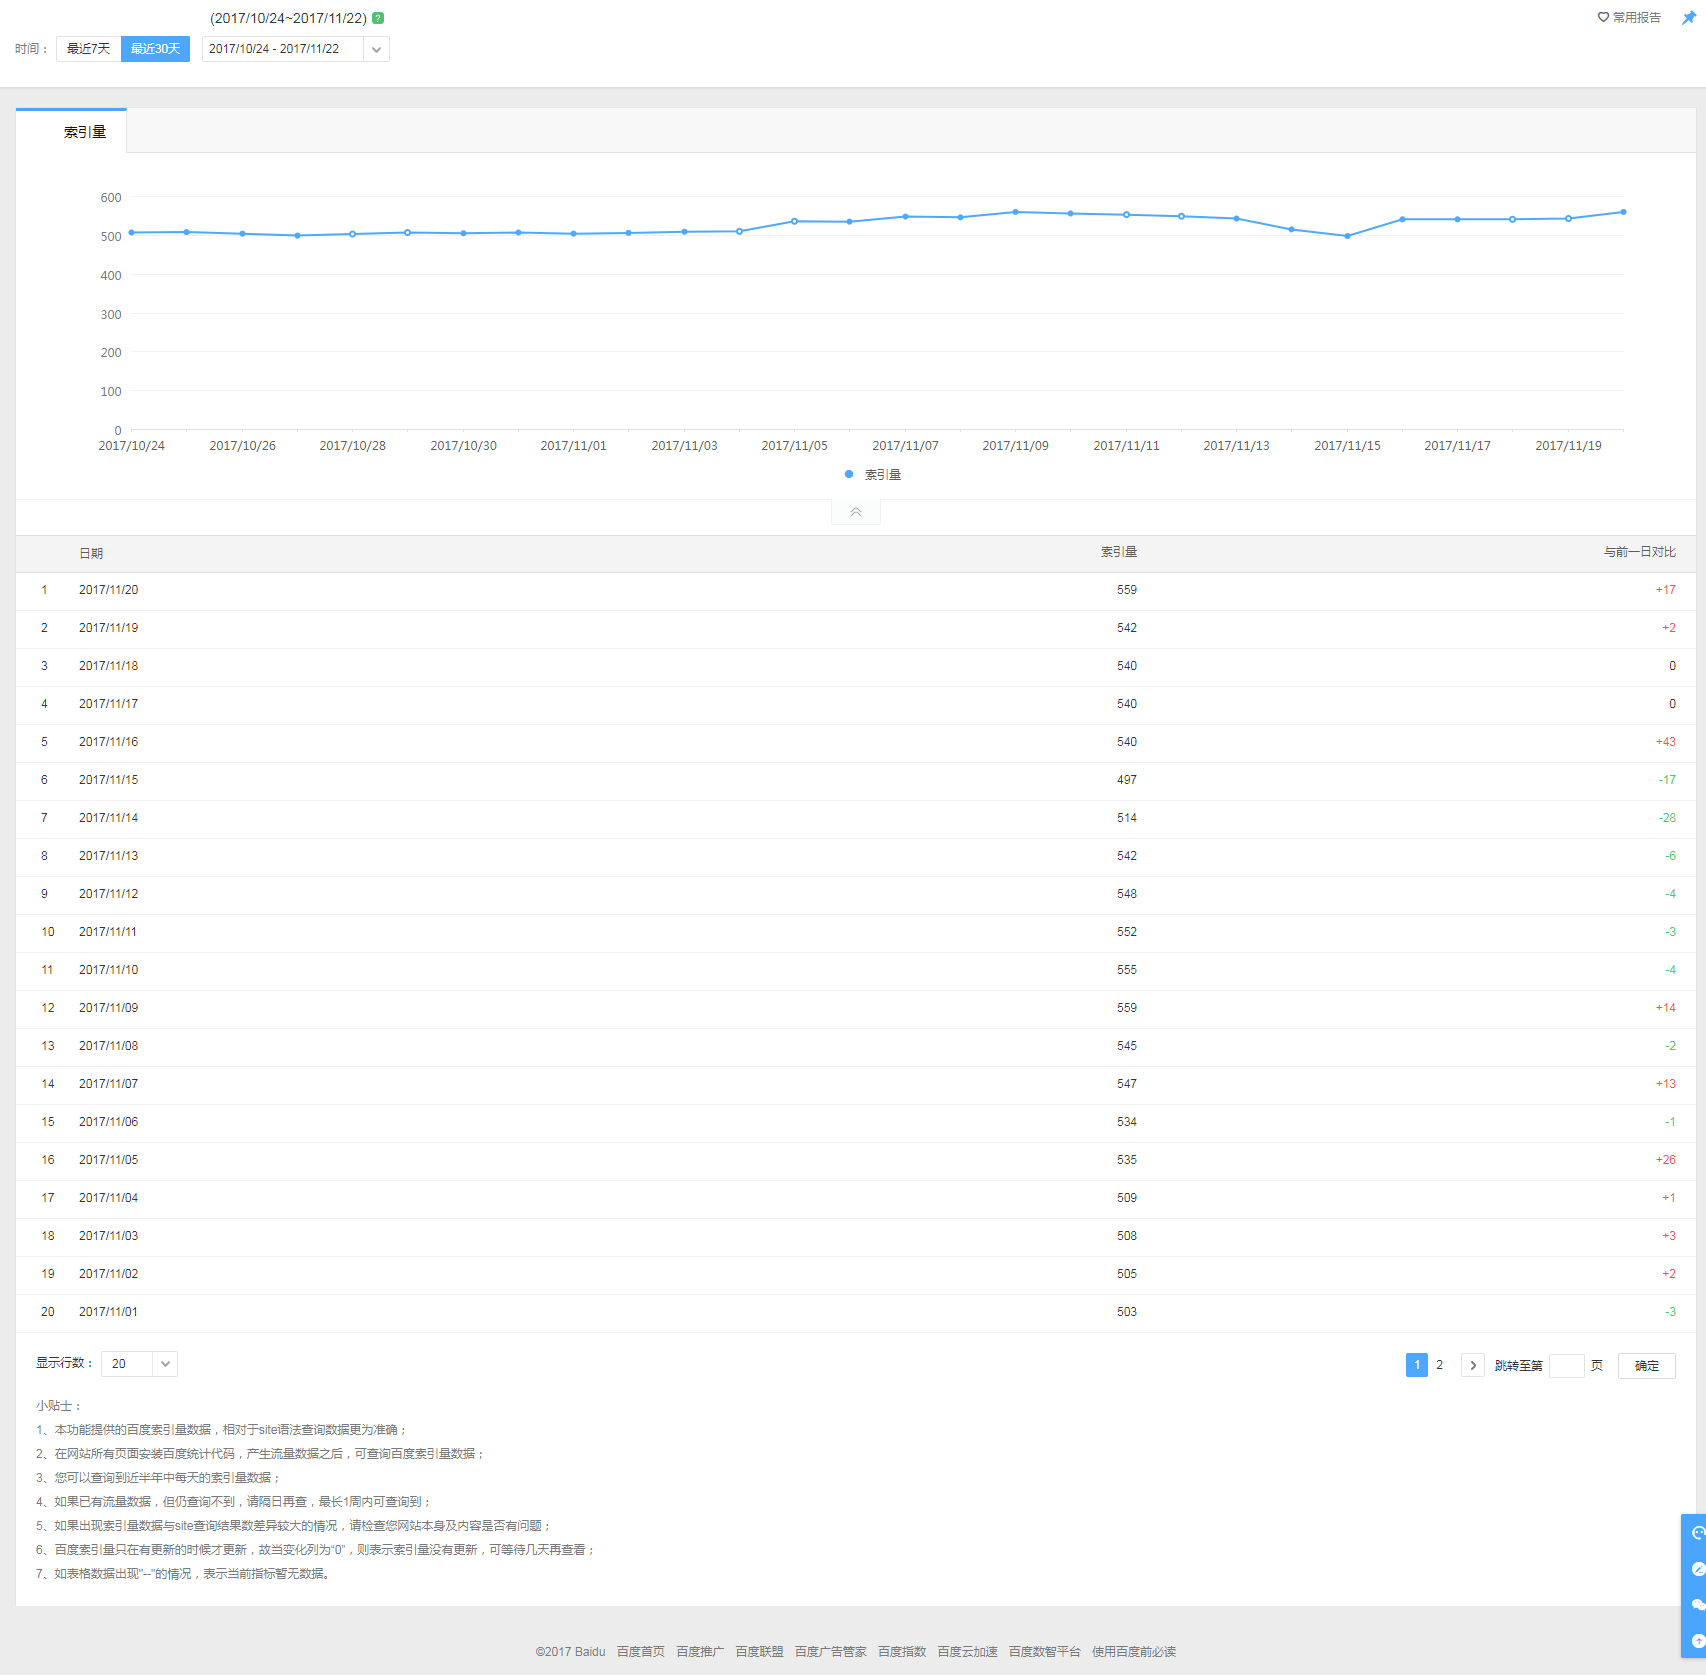 (2017/10/24~2017/11/22) ?
常用报告
时间： 最近7天 最近30天 2017/10/24 - 2017/11/22
索引量
600
500
400
300
200
100
0
2017/10/24 2017/10/26 2017/10/28 2017/10/30 2017/11/01 2017/11/03 2017/11/05 2017/11/07 2017/11/09 2017/11/11 2017/11/13 2017/11/15 2017/11/17 2017/11/19
索引量
日期 索引量 与前一日对比
1 2017/11/20 559 +17
2 2017/11/19 542 +2
3 2017/11/18 540 0
4 2017/11/17 540 0
5 2017/11/16 540 +43
6 2017/11/15 497 -17
7 2017/11/14 514 -28
8 2017/11/13 542 -6
9 2017/11/12 548 -4
10 2017/11/11 552 -3
11 2017/11/10 555 -4
12 2017/11/09 559 +14
13 2017/11/08 545 -2
14 2017/11/07 547 +13
15 2017/11/06 534 -1
16 2017/11/05 535 +26
17 2017/11/04 509 +1
18 2017/11/03 508 +3
19 2017/11/02 505 +2
20 2017/11/01 503 -3
显示行数： 20 1 2 跳转至第 页 确定
小贴士：
1、本功能提供的百度索引量数据，相对于site语法查询数据更为准确；
2、在网站所有页面安装百度统计代码，产生流量数据之后，可查询百度索引量数据；
3、您可以查询到近半年中每天的索引量数据；
4、如果已有流量数据，但仍查询不到，请隔日再查，最长1周内可查询到；
5、如果出现索引量数据与site查询结果数差异较大的情况，请检查您网站本身及内容是否有问题；
6、百度索引量只在有更新的时候才更新，故当变化列为“0”，则表示索引量没有更新，可等待几天再查看；
7、如表格数据出现"--"的情况，表示当前指标暂无数据。
©2017 Baidu 百度首页 百度推广 百度联盟 百度广告管家 百度指数 百度云加速 百度数智平台 使用百度前必读